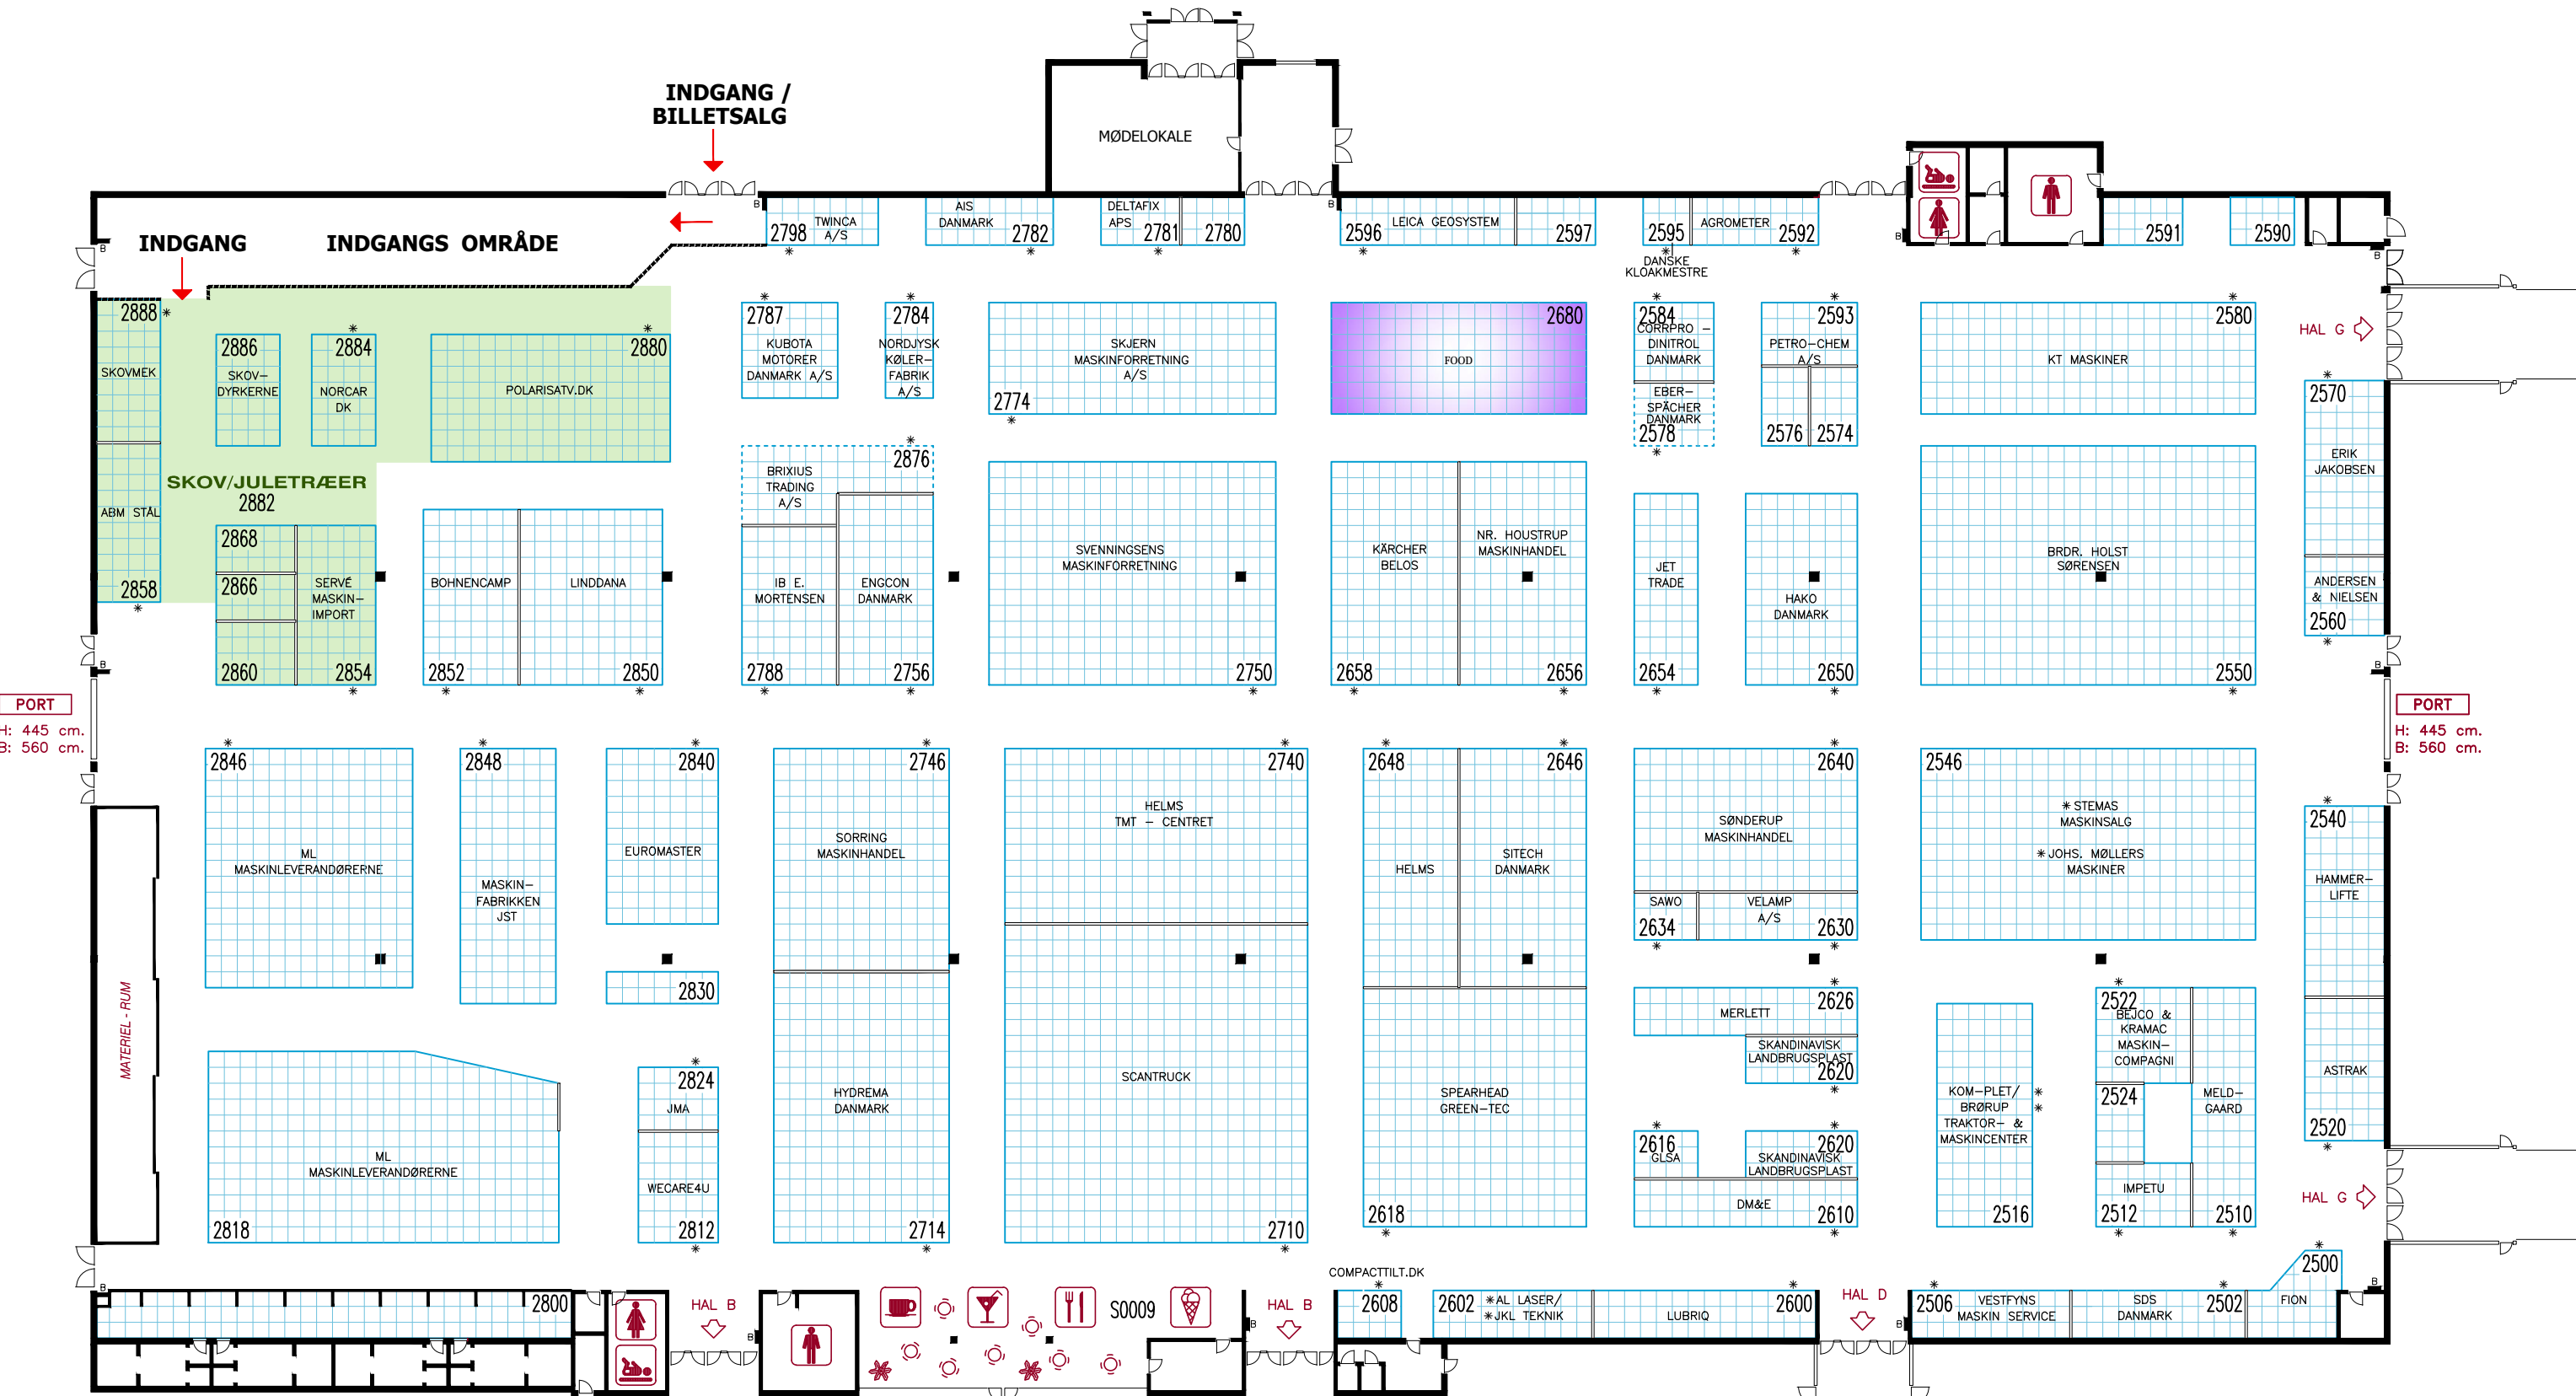 INDGANG /
BILLETSALG
MØDELOKALE
INDGANG
INDGANGS OMRÅDE
B
2798
TWINCA
A/S
AIS
DANMARK
2782
DELTAFIX
APS
2781
2780
B
2596
LEICA GEOSYSTEM
2597
2595
AGROMETER
2592
DANSKE
KLOAKMESTRE
B
2591
2590
B
B
2888
SKOVMEK
2886
SKOV-
DYRKERNE
2884
NORCAR
DK
2880
POLARISATV.DK
2787
KUBOTA
MOTORER
DANMARK A/S
2784
NORDJYSK
KØLER-
FABRIK
A/S
SKJERN
MASKINFORRETNING
A/S
2774
2680
FOOD
2584
CORRPRO -
DINITROL
DANMARK
EBER-
SPÄCHER
DANMARK
2578
2593
PETRO-CHEM
A/S
2576
2574
2580
KT MASKINER
HAL G
2570
ERIK
JAKOBSEN
ANDERSEN
& NIELSEN
2560
SKOV/JULETRÆER
2882
ABM STÅL
2858
2868
2866
2860
SERVÉ
MASKIN-
IMPORT
2854
BOHNENCAMP
2852
LINDDANA
2850
BRIXIUS
TRADING
A/S
2876
IB E.
MORTENSEN
2788
ENGCON
DANMARK
2756
SVENNINGSENS
MASKINFORRETNING
2750
KÄRCHER
BELOS
2658
NR. HOUSTRUP
MASKINHANDEL
2656
JET
TRADE
2654
HAKO
DANMARK
2650
BRDR. HOLST
SØRENSEN
2550
B
B
PORT
H: 445 cm.
B: 560 cm.
PORT
H: 445 cm.
B: 560 cm.
2846
ML
MASKINLEVERANDØRERNE
2848
MASKIN-
FABRIKKEN
JST
2840
EUROMASTER
2830
2746
SORRING
MASKINHANDEL
2740
HELMS
TMT - CENTRET
2648
HELMS
2646
SITECH
DANMARK
2640
SØNDERUP
MASKINHANDEL
SAWO
2634
VELAMP
A/S
2630
2546
* STEMAS
MASKINSALG
* JOHS. MØLLERS
MASKINER
2540
HAMMER-
LIFTE
MATERIEL - RUM
ML
MASKINLEVERANDØRERNE
2818
2824
JMA
WECARE4U
2812
HYDREMA
DANMARK
2714
SCANTRUCK
2710
SPEARHEAD
GREEN-TEC
2618
2626
MERLETT
SKANDINAVISK
LANDBRUGSPLAST
2620
2616
GLSA
2620
SKANDINAVISK
LANDBRUGSPLAST
DM&E
2610
KOM-PLET/
BRØRUP
TRAKTOR- &
MASKINCENTER
2516
2522
BEJCO &
KRAMAC
MASKIN-
COMPAGNI
2524
MELD-
GAARD
IMPETU
2512
2510
ASTRAK
2520
HAL G
B
2800
HAL B
B
S0009
HAL B
B
COMPACTTILT.DK
2608
2602
*AL LASER/
*JKL TEKNIK
LUBRIQ
2600
HAL D
B
2506
VESTFYNS
MASKIN SERVICE
SDS
DANMARK
2502
2500
FION
B